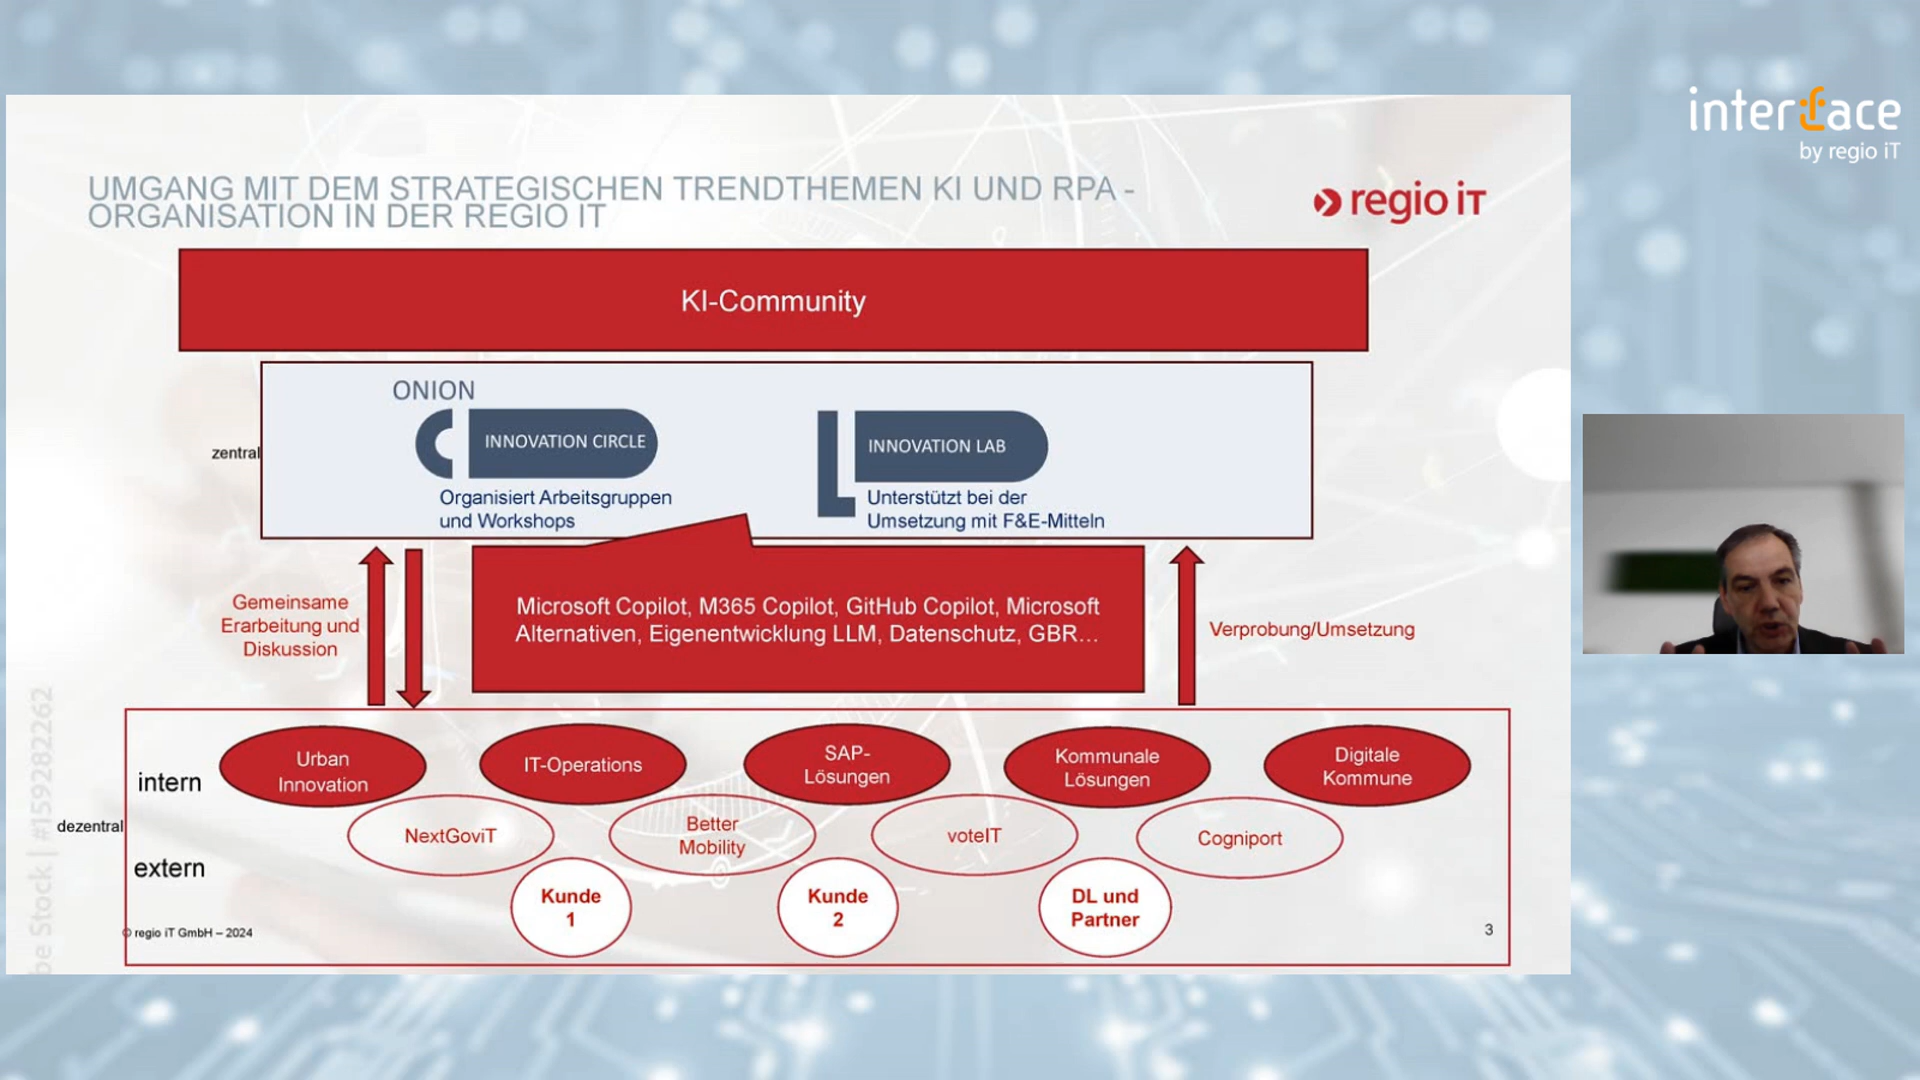 interface
by regio iT
UMGANG MIT DEM STRATEGISCHEN TRENDTHEMEN KI UND RPA -
ORGANISATION IN DER REGIO IT
regio iT
KI-Community
ONION
INNOVATION CIRCLE
INNOVATION LAB
zentral
Organisiert Arbeitsgruppen
und Workshops
Unterstützt bei der
Umsetzung mit F&E-Mitteln
Gemeinsame
Erarbeitung und
Diskussion
Microsoft Copilot, M365 Copilot, GitHub Copilot, Microsoft
Alternativen, Eigenentwicklung LLM, Datenschutz, GBR…
Verprobung/Umsetzung
intern
Urban
Innovation
IT-Operations
SAP-
Lösungen
Kommunale
Lösungen
Digitale
Kommune
dezentral
NextGoviT
Better
Mobility
voteIT
Cogniport
extern
Kunde
1
Kunde
2
DL und
Partner
© regio iT GmbH – 2024
3
be Stock | #159282262